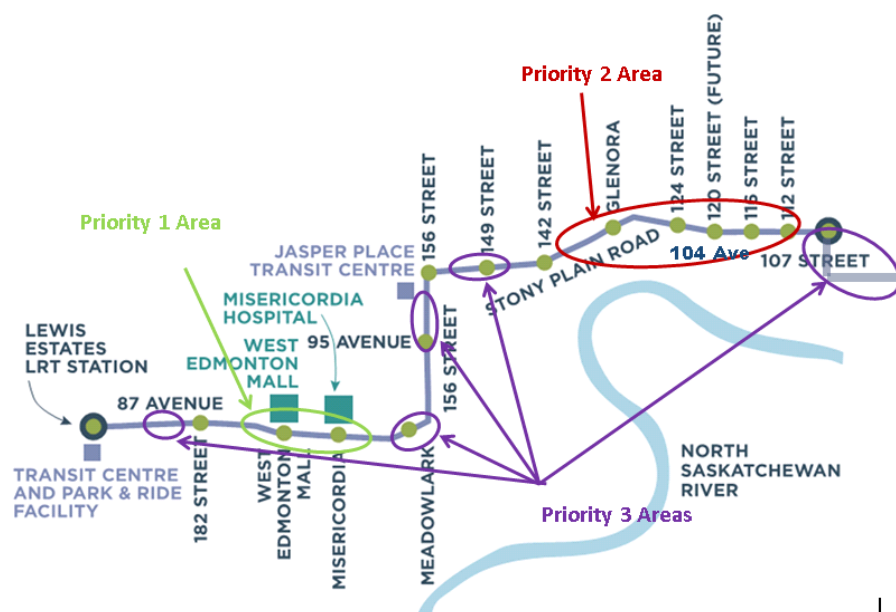 Priority 2 Area
Priority 1 Area
JASPER PLACE
TRANSIT CENTRE
156 STREET
149 STREET
142 STREET
GLENORA
124 STREET
120 STREET (FUTURE)
116 STREET
112 STREET
STONY PLAIN ROAD
104 Ave
107 STREET
MISERICORDIA
HOSPITAL
WEST
EDMONTON
MALL
95 AVENUE
156 STREET
LEWIS
ESTATES
LRT STATION
87 AVENUE
TRANSIT CENTRE
AND PARK & RIDE
FACILITY
182 STREET
WEST
EDMONTON
MALL
MISERICORDIA
MEADOWLARK
NORTH
SASKATCHEWAN
RIVER
Priority 3 Areas